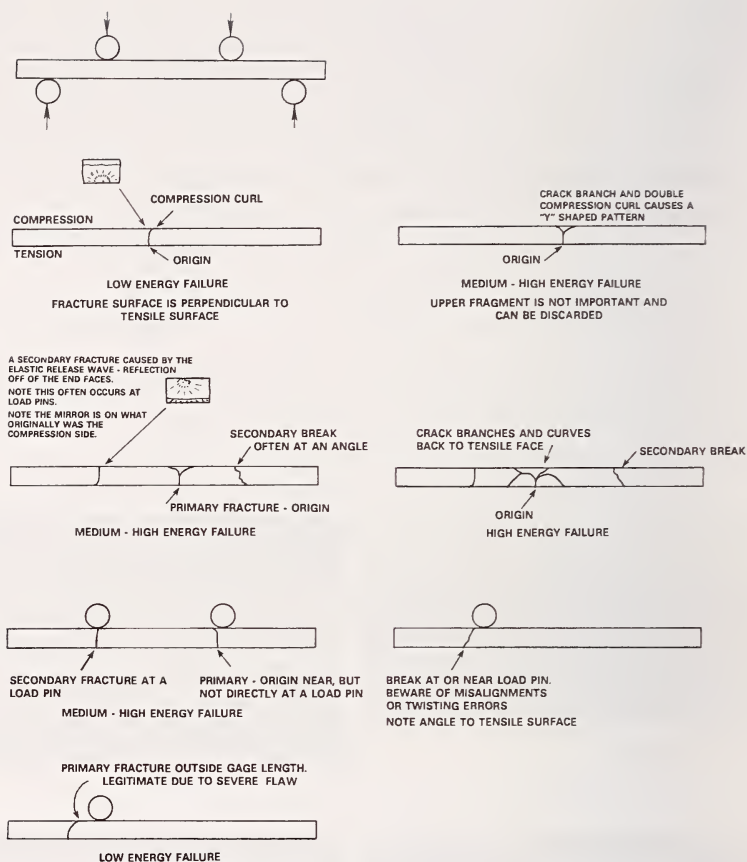 COMPRESSION CURL
COMPRESSION
TENSION
ORIGIN
LOW ENERGY FAILURE
FRACTURE SURFACE IS PERPENDICULAR TO
TENSILE SURFACE
CRACK BRANCH AND DOUBLE
COMPRESSION CURL CAUSES A
"Y" SHAPED PATTERN
ORIGIN
MEDIUM - HIGH ENERGY FAILURE
UPPER FRAGMENT IS NOT IMPORTANT AND
CAN BE DISCARDED
A SECONDARY FRACTURE CAUSED BY THE
ELASTIC RELEASE WAVE - REFLECTION
OFF OF THE END FACES.
NOTE THIS OFTEN OCCURS AT
LOAD PINS.
NOTE THE MIRROR IS ON WHAT
ORIGINALLY WAS THE
COMPRESSION SIDE.
SECONDARY BREAK
OFTEN AT AN ANGLE
PRIMARY FRACTURE - ORIGIN
MEDIUM - HIGH ENERGY FAILURE
CRACK BRANCHES AND CURVES
BACK TO TENSILE FACE
SECONDARY BREAK
ORIGIN
HIGH ENERGY FAILURE
SECONDARY FRACTURE AT A
LOAD PIN
PRIMARY - ORIGIN NEAR, BUT
NOT DIRECTLY AT A LOAD PIN
MEDIUM - HIGH ENERGY FAILURE
BREAK AT OR NEAR LOAD PIN.
BEWARE OF MISALIGNMENTS
OR TWISTING ERRORS
NOTE ANGLE TO TENSILE SURFACE
PRIMARY FRACTURE OUTSIDE GAGE LENGTH.
LEGITIMATE DUE TO SEVERE FLAW
LOW ENERGY FAILURE